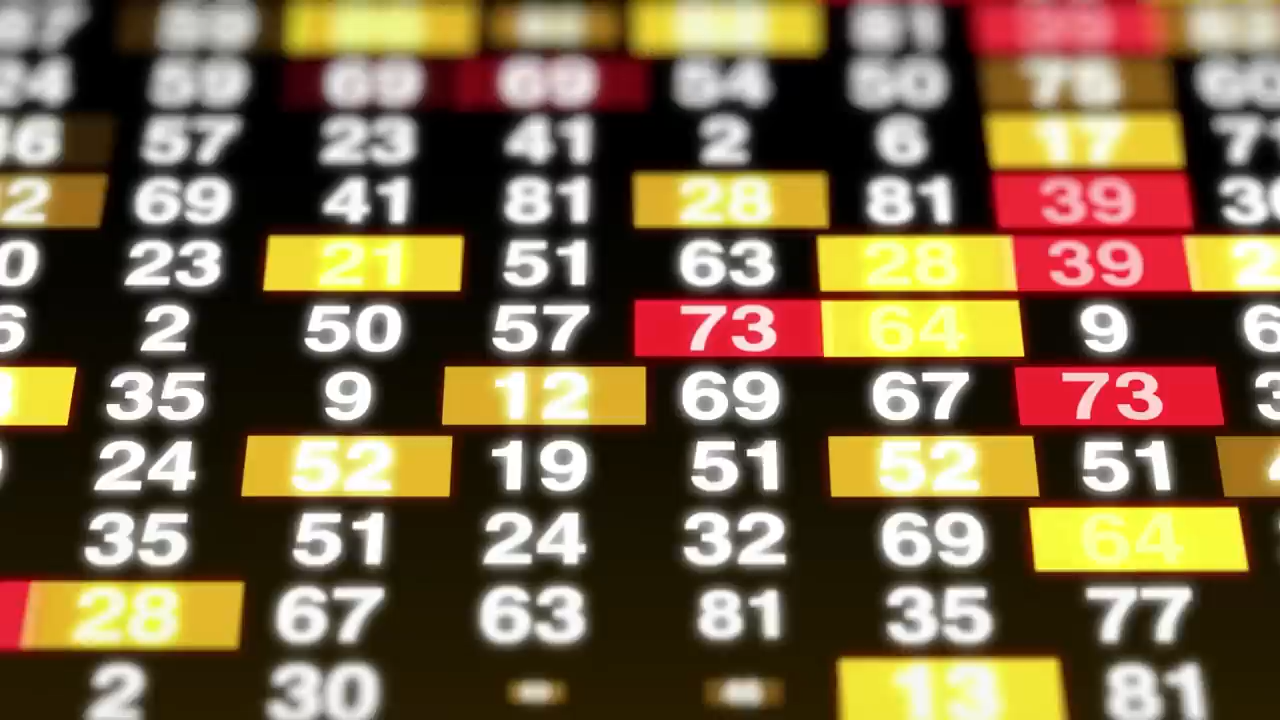 59 81
24 59 69 69 54 50 75 60
57 23 41 2 6 17
69 41 81 28 81 39
23 21 51 63 28 39
2 50 57 73 64 9
35 9 12 69 67 73
24 52 19 51 52 51
35 51 24 32 69 64
28 67 63 81 35 77
2 30 13 81